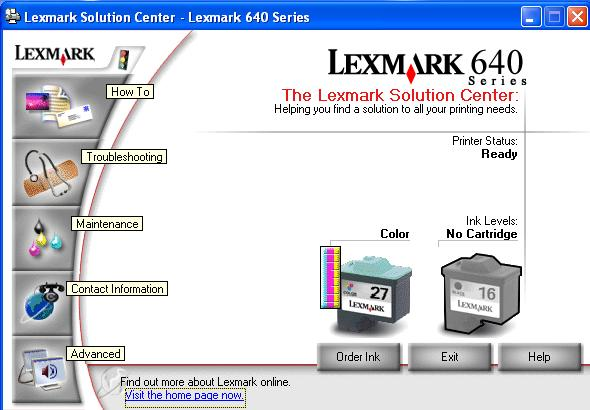 Lexmark Solution Center - Lexmark 640 Series
LEXMARK
LEXMARK 640
Series
The Lexmark Solution Center:
Helping you find a solution to all your printing needs.
How To
Troubleshooting
Maintenance
Contact Information
Advanced
Printer Status:
Ready
Ink Levels:
Color
No Cartridge
COLOR
27
LEXMARK
BLACK
16
LEXMARK
Order Ink
Exit
Help
Find out more about Lexmark online.
Visit the home page now.